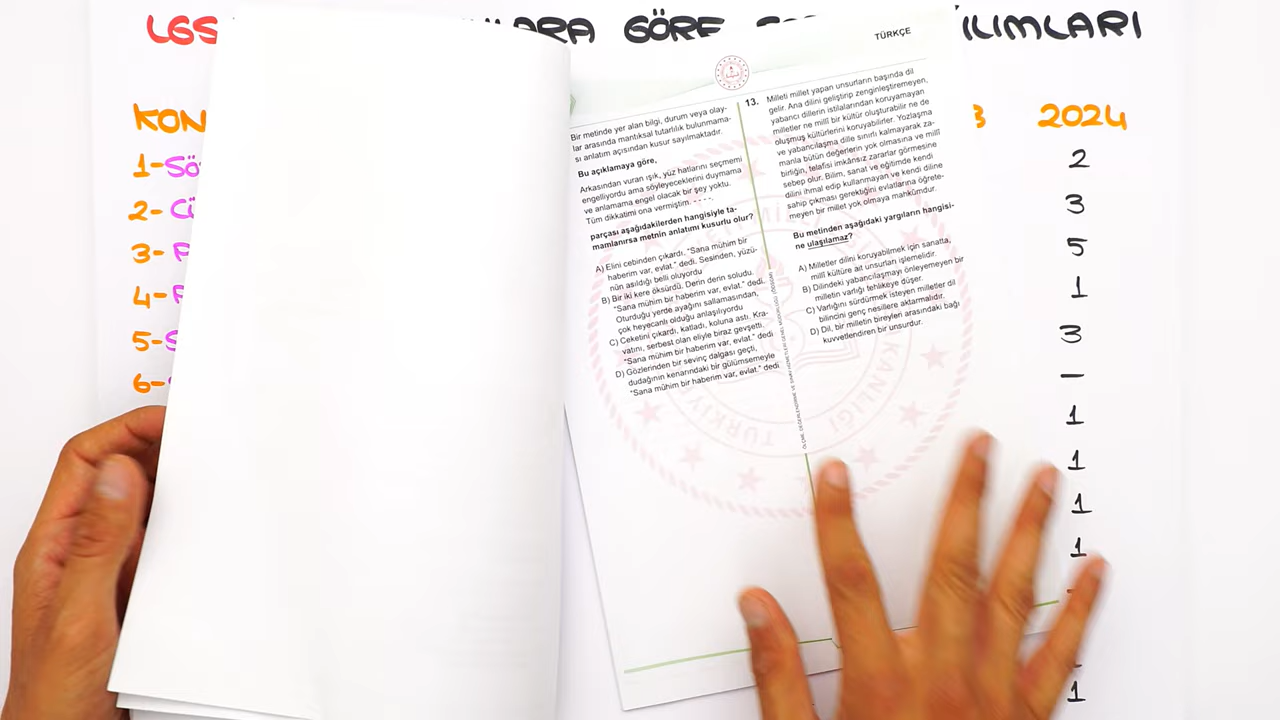 LGS
GÖRE
KON
2024
1-Sö
2
2- Cü
3
3- P
5
4- P
1
5- S
3
6-
—
1
1
1
1
1
TÜRKÇE
Bir metinde yer alan bilgi, durum veya olay-
lar arasında mantıksal tutarlılık bulunmama-
sı anlatım açısından kusur sayılmaktadır.
Bu açıklamaya göre,
Arkasından vuran ışık, yüz hatlarını seçmemi
engelliyordu ama söyleyeceklerini duymama
ve anlamama engel olacak bir şey yoktu.
Tüm dikkatimi ona vermiştim. - - - -.
parçası aşağıdakilerden hangisiyle ta-
mamlanırsa metnin anlatımı kusurlu olur?
A) Elini cebinden çıkardı, “Sana mühim bir
haberim var, evlat.” dedi. Sesinden, yüzü-
nün asıldığı belli oluyordu
B) Bir iki kere öksürdü. Derin derin soludu.
“Sana mühim bir haberim var, evlat.” dedi.
Oturduğu yerde ayağını sallamasından,
çok heyecanlı olduğu anlaşılıyordu
C) Ceketini çıkardı, katladı, koluna astı. Kra-
vatını, serbest olan eliyle biraz gevşetti.
“Sana mühim bir haberim var, evlat.” dedi
D) Gözlerinden bir sevinç dalgası geçti,
dudağının kenarındaki bir gülümsemeyle
“Sana mühim bir haberim var, evlat.” dedi
13. Milleti millet yapan unsurların başında dil
gelir. Ana dilini geliştirip zenginleştiremeyen,
yabancı dillerin istilalarından koruyamayan
milletler ne millî bir kültür oluşturabilir ne de
oluşmuş kültürlerini koruyabilirler. Yozlaşma
ve yabancılaşma dille sınırlı kalmayarak za-
manla bütün değerlerin yok olmasına ve millî
birliğin, telafisi imkânsız zararlar görmesine
sebep olur. Bilim, sanat ve eğitimde kendi
dilini ihmal edip kullanmayan ve kendi diline
sahip çıkması gerektiğini evlatlarına öğrete-
meyen bir millet yok olmaya mahkûmdur.
Bu metinden aşağıdaki yargıların hangisi-
ne ulaşılamaz?
A) Milletler dilini koruyabilmek için sanatta,
millî kültüre ait unsurları işlemelidir.
B) Dilindeki yabancılaşmayı önleyemeyen bir
milletin varlığı tehlikeye düşer.
C) Varlığını sürdürmek isteyen milletler dil
bilincini genç nesillere aktarmalıdır.
D) Dil, bir milletin bireyleri arasındaki bağı
kuvvetlendiren bir unsurdur.